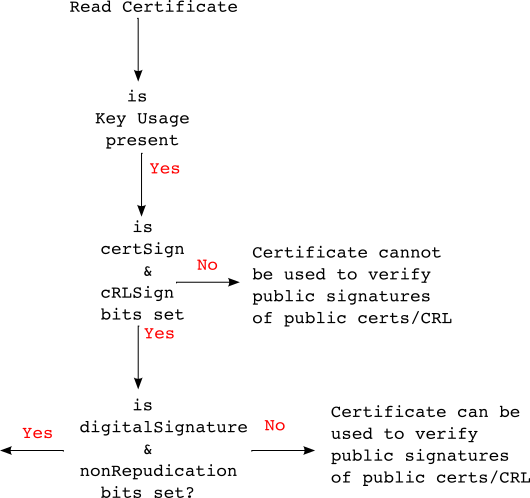 Read Certificate
is
Key Usage
present
Yes
is
certSign
&
cRLSign
bits set
No
Certificate cannot
be used to verify
public signatures
of public certs/CRL
Yes
is
digitalSignature
&
nonRepudication
bits set?
Yes
No
Certificate can be
used to verify
public signatures
of public certs/CRL